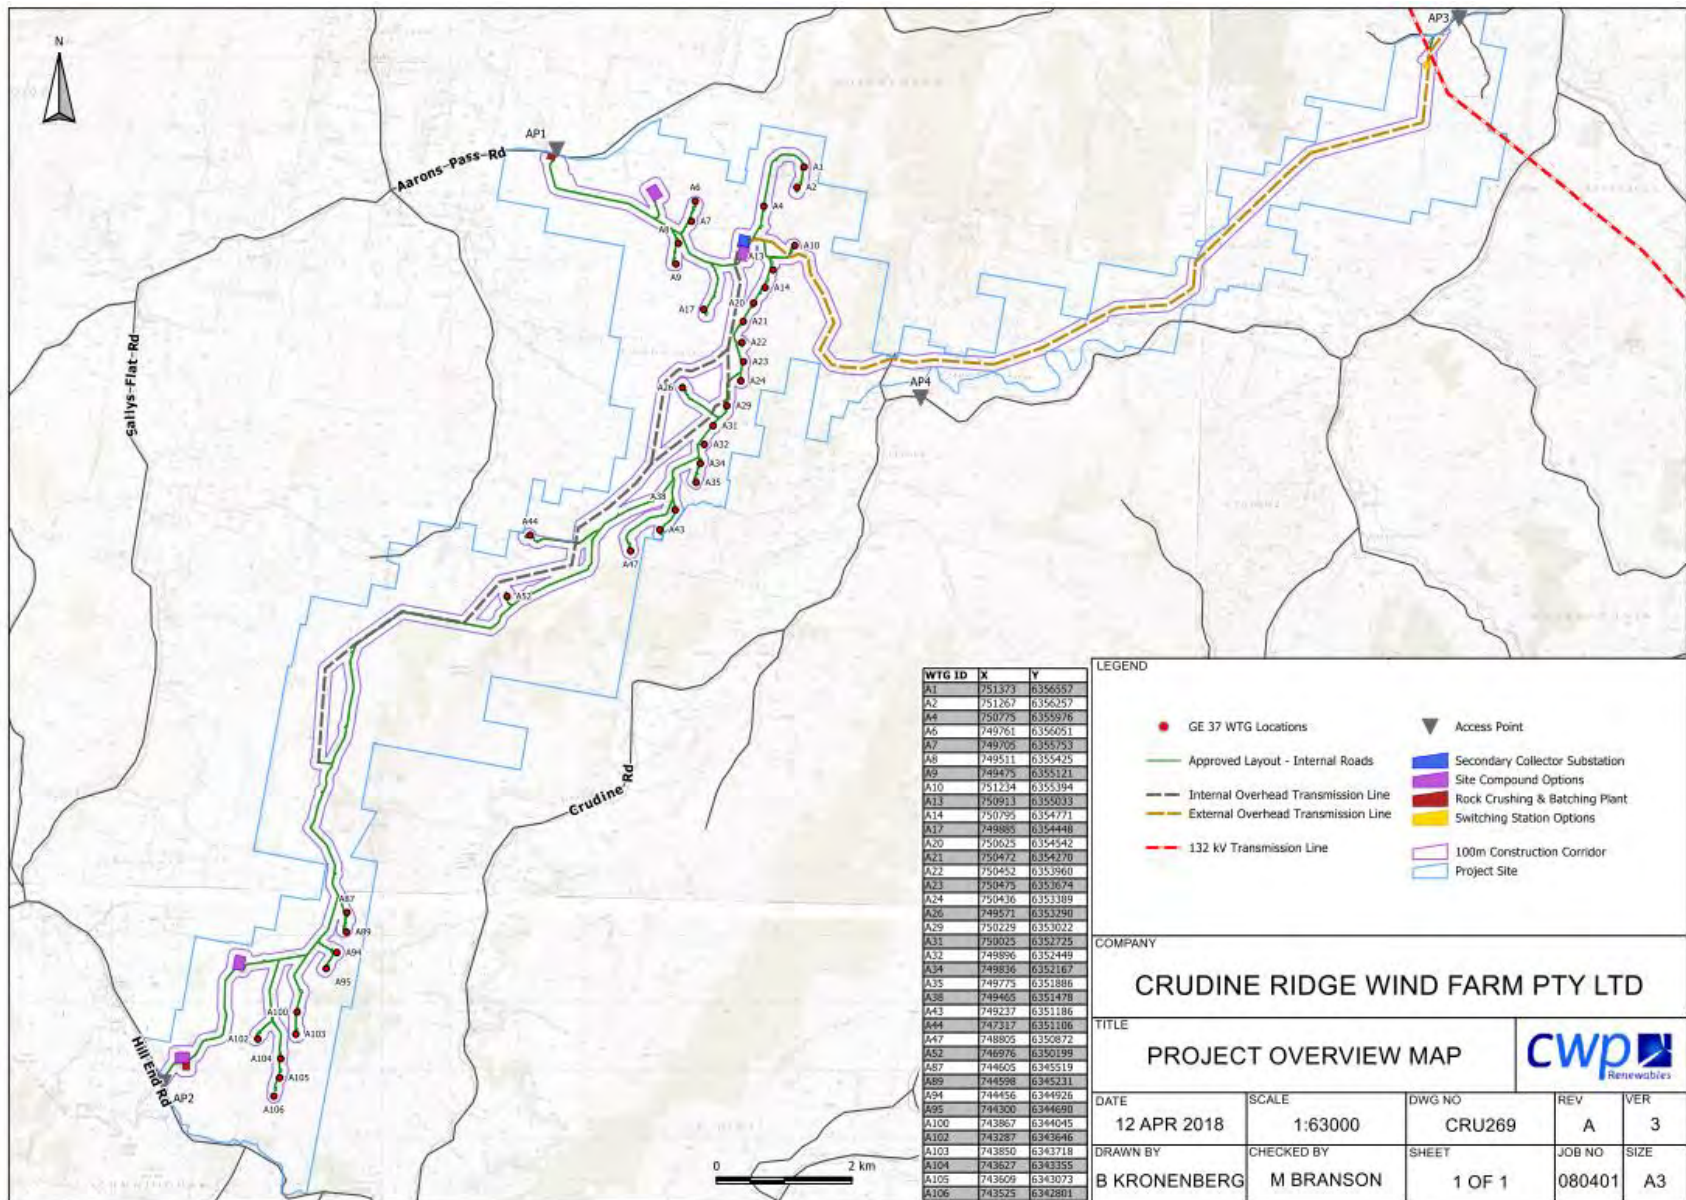 N
AP3
AP1
Aarons-Pass-Rd
A1
A2
A6
A4
A7
A8
A10
A13
A9
A14
A20
A17
A21
A22
A23
A24
A26
AP4
A29
A31
A32
A34
A35
A38
A44
A43
A47
A52
Sallys-Flat-Rd
Crudine Rd
A87
A89
A94
A95
A100
A103
A102
A104
A105
A106
Hill End Rd
AP2
0 2 km
WTG ID X Y
A1 751373 6356557
A2 751267 6356257
A4 750775 6355976
A6 749761 6356051
A7 749705 6355753
A8 749511 6355425
A9 749475 6355121
A10 751234 6355394
A13 750913 6355033
A14 750795 6354771
A17 749885 6354448
A20 750625 6354542
A21 750472 6354270
A22 750452 6353960
A23 750475 6353674
A24 750436 6353389
A26 749571 6353290
A29 750229 6353022
A31 750025 6352725
A32 749896 6352449
A34 749836 6352167
A35 749775 6351886
A38 749465 6351478
A43 749237 6351186
A44 747317 6351106
A47 748805 6350872
A52 746976 6350199
A87 744605 6345519
A89 744598 6345231
A94 744456 6344926
A95 744300 6344690
A100 743867 6344045
A102 743287 6343646
A103 743850 6343718
A104 743627 6343355
A105 743609 6343073
A106 743525 6342801
LEGEND
GE 37 WTG Locations
Approved Layout - Internal Roads
Internal Overhead Transmission Line
External Overhead Transmission Line
132 kV Transmission Line
Access Point
Secondary Collector Substation
Site Compound Options
Rock Crushing & Batching Plant
Switching Station Options
100m Construction Corridor
Project Site
COMPANY
CRUDINE RIDGE WIND FARM PTY LTD
TITLE
PROJECT OVERVIEW MAP
cwp
Renewables
DATE SCALE DWG NO REV VER
12 APR 2018 1:63000 CRU269 A 3
DRAWN BY CHECKED BY SHEET JOB NO SIZE
B KRONENBERG M BRANSON 1 OF 1 080401 A3